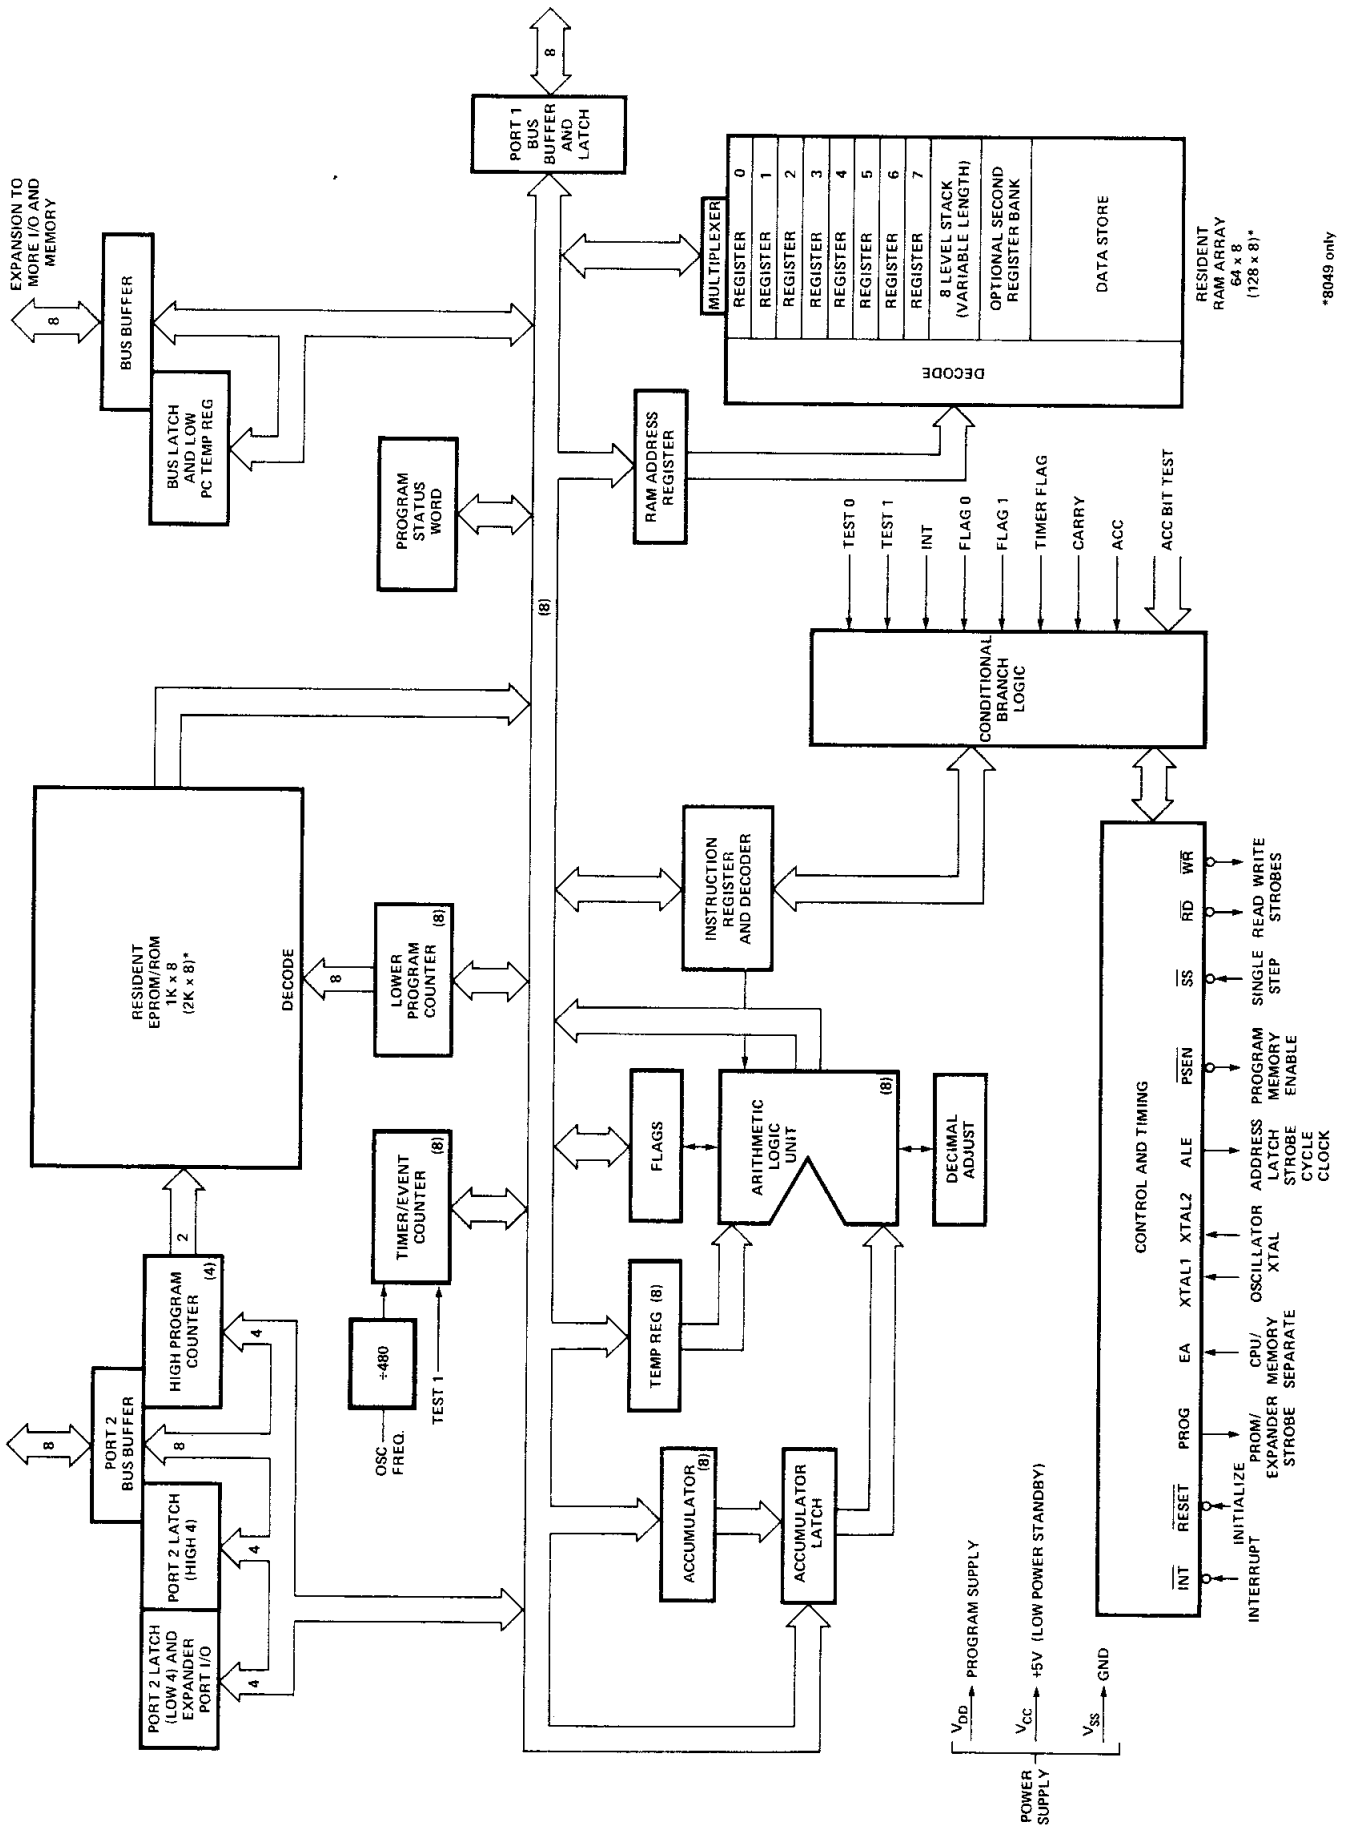 EXPANSION TO
MORE I/O AND
MEMORY
8
BUS BUFFER
BUS LATCH
AND LOW
PC TEMP REG
PROGRAM
STATUS
WORD
8
PORT 1
BUS
BUFFER
AND
LATCH
(8)
MULTIPLEXER
REGISTER 0
REGISTER 1
REGISTER 2
REGISTER 3
REGISTER 4
REGISTER 5
REGISTER 6
REGISTER 7
8 LEVEL STACK
(VARIABLE LENGTH)
OPTIONAL SECOND
REGISTER BANK
DATA STORE
DECODE
RESIDENT
RAM ARRAY
64 x 8
(128 x 8)*
*8049 only
RAM ADDRESS
REGISTER
RESIDENT
EPROM/ROM
1K x 8
(2K x 8)*
DECODE
8
LOWER
PROGRAM
COUNTER
(8)
TIMER/EVENT
COUNTER
(8)
÷480
OSC
FREQ.
TEST 1
2
HIGH PROGRAM
COUNTER
(4)
4
8
PORT 2
BUS BUFFER
8
PORT 2 LATCH
(HIGH 4)
4
PORT 2 LATCH
(LOW 4) AND
EXPANDER
PORT I/O
4
INSTRUCTION
REGISTER
AND DECODER
FLAGS
ARITHMETIC
LOGIC
UNIT
(8)
DECIMAL
ADJUST
TEMP REG (8)
ACCUMULATOR
(8)
ACCUMULATOR
LATCH
CONDITIONAL
BRANCH
LOGIC
TEST 0
TEST 1
INT
FLAG 0
FLAG 1
TIMER FLAG
CARRY
ACC
ACC BIT TEST
CONTROL AND TIMING
INT
RESET
PROG
EA
XTAL1
XTAL2
ALE
PSEN
SS
RD
WR
INTERRUPT
INITIALIZE
PROM/
EXPANDER
STROBE
CPU/
MEMORY
SEPARATE
OSCILLATOR
XTAL
ADDRESS
LATCH
STROBE
CYCLE
CLOCK
PROGRAM
MEMORY
ENABLE
SINGLE
STEP
READ WRITE
STROBES
POWER
SUPPLY
VDD
PROGRAM SUPPLY
VCC
+5V (LOW POWER STANDBY)
VSS
GND